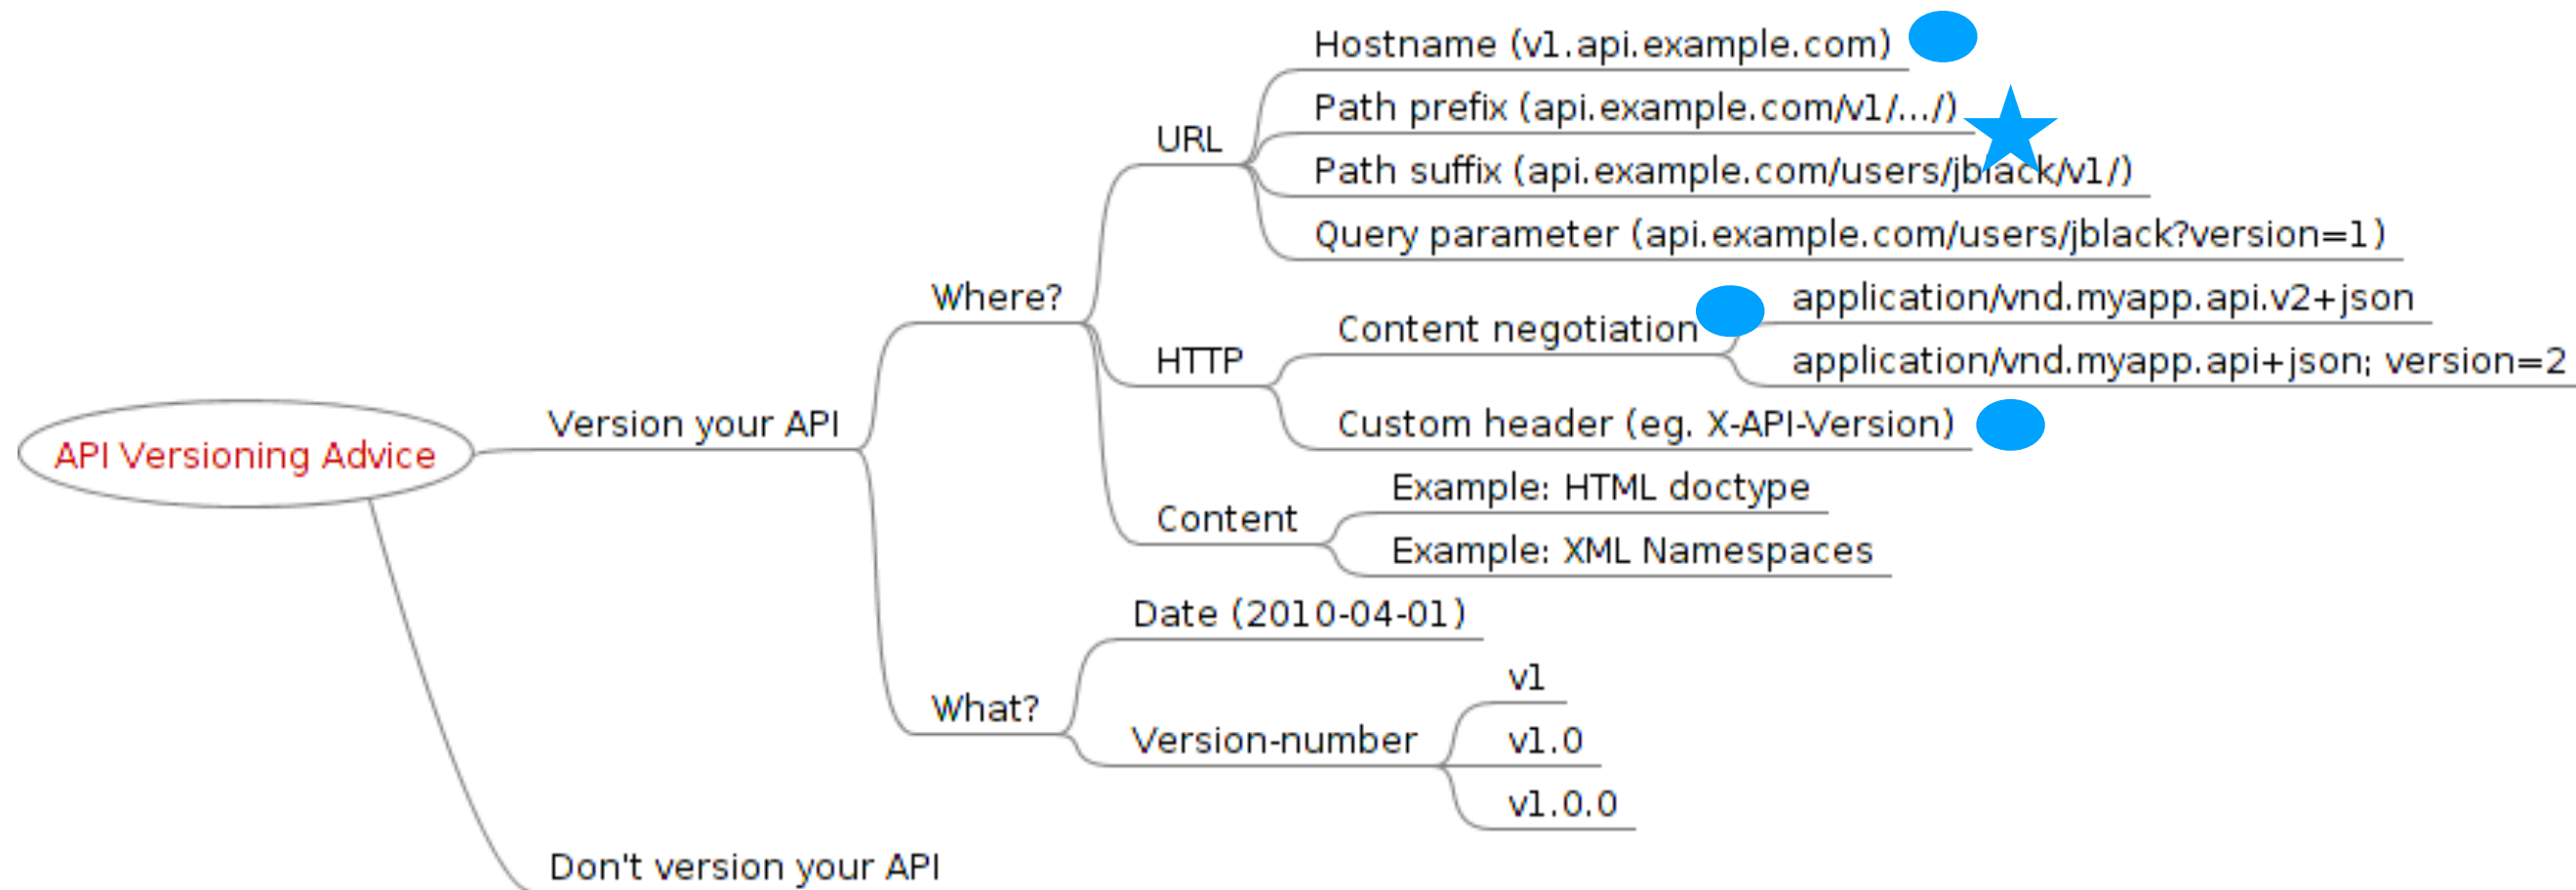 Hostname (v1.api.example.com)
Path prefix (api.example.com/v1/.../)
URL
Path suffix (api.example.com/users/jblack/v1/)
Query parameter (api.example.com/users/jblack?version=1)
Where?
application/vnd.myapp.api.v2+json
Content negotiation
HTTP
application/vnd.myapp.api+json; version=2
Version your API
Custom header (eg. X-API-Version)
API Versioning Advice
Example: HTML doctype
Content
Example: XML Namespaces
Date (2010-04-01)
v1
What?
Version-number
v1.0
v1.0.0
Don't version your API